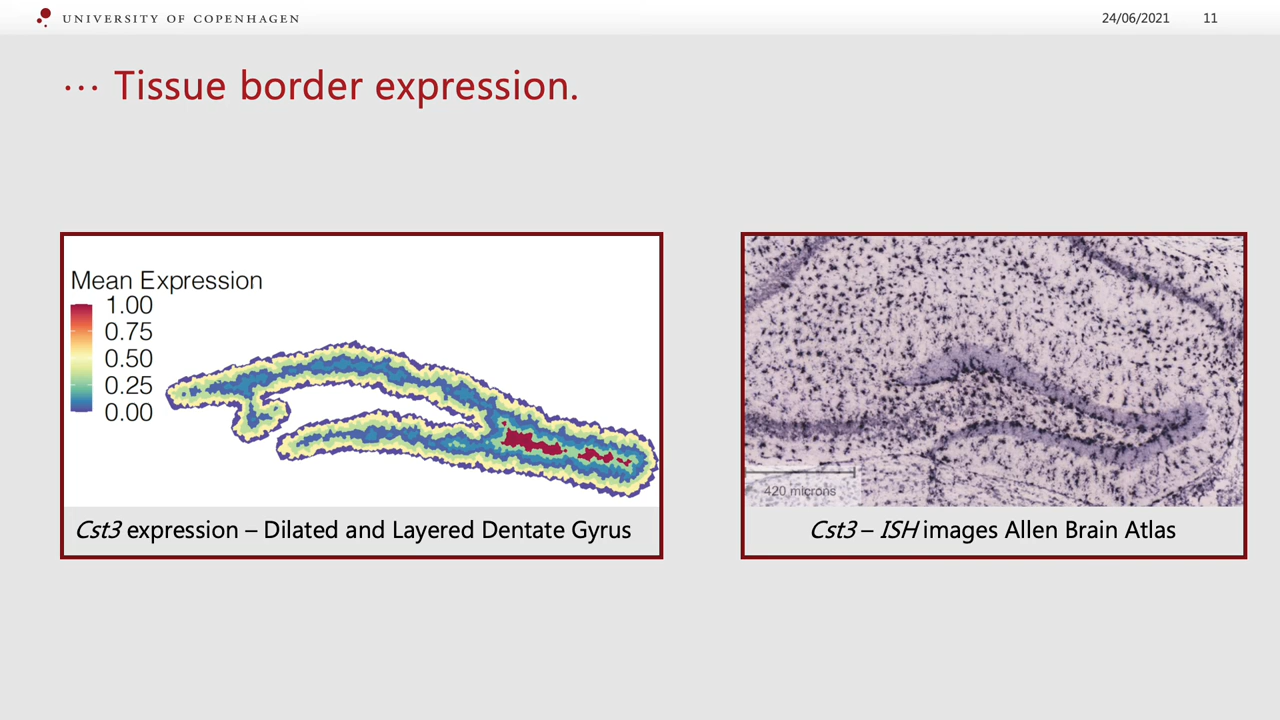 UNIVERSITY OF COPENHAGEN
24/06/2021 11
··· Tissue border expression.
Mean Expression
1.00
0.75
0.50
0.25
0.00
420 microns
Cst3 expression – Dilated and Layered Dentate Gyrus
Cst3 – ISH images Allen Brain Atlas